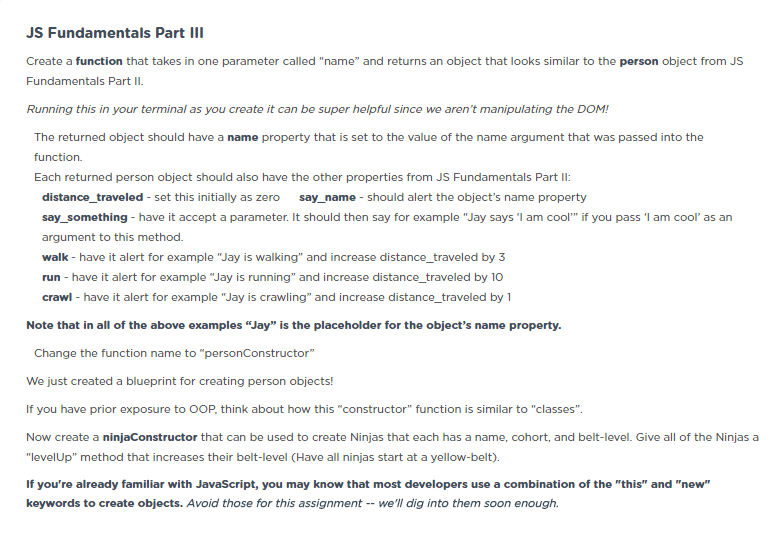 JS Fundamentals Part III
Create a function that takes in one parameter called “name” and returns an object that looks similar to the person object from JS
Fundamentals Part II.
Running this in your terminal as you create it can be super helpful since we aren’t manipulating the DOM!
The returned object should have a name property that is set to the value of the name argument that was passed into the
function.
Each returned person object should also have the other properties from JS Fundamentals Part II:
distance_traveled - set this initially as zero say_name - should alert the object’s name property
say_something - have it accept a parameter. It should then say for example “Jay says ‘I am cool’” if you pass ‘I am cool’ as an
argument to this method.
walk - have it alert for example “Jay is walking” and increase distance_traveled by 3
run - have it alert for example “Jay is running” and increase distance_traveled by 10
crawl - have it alert for example “Jay is crawling” and increase distance_traveled by 1
Note that in all of the above examples “Jay” is the placeholder for the object’s name property.
Change the function name to “personConstructor”
We just created a blueprint for creating person objects!
If you have prior exposure to OOP, think about how this “constructor” function is similar to “classes”.
Now create a ninjaConstructor that can be used to create Ninjas that each has a name, cohort, and belt-level. Give all of the Ninjas a
“levelUp” method that increases their belt-level (Have all ninjas start at a yellow-belt).
If you're already familiar with JavaScript, you may know that most developers use a combination of the "this" and "new"
keywords to create objects. Avoid those for this assignment -- we'll dig into them soon enough.